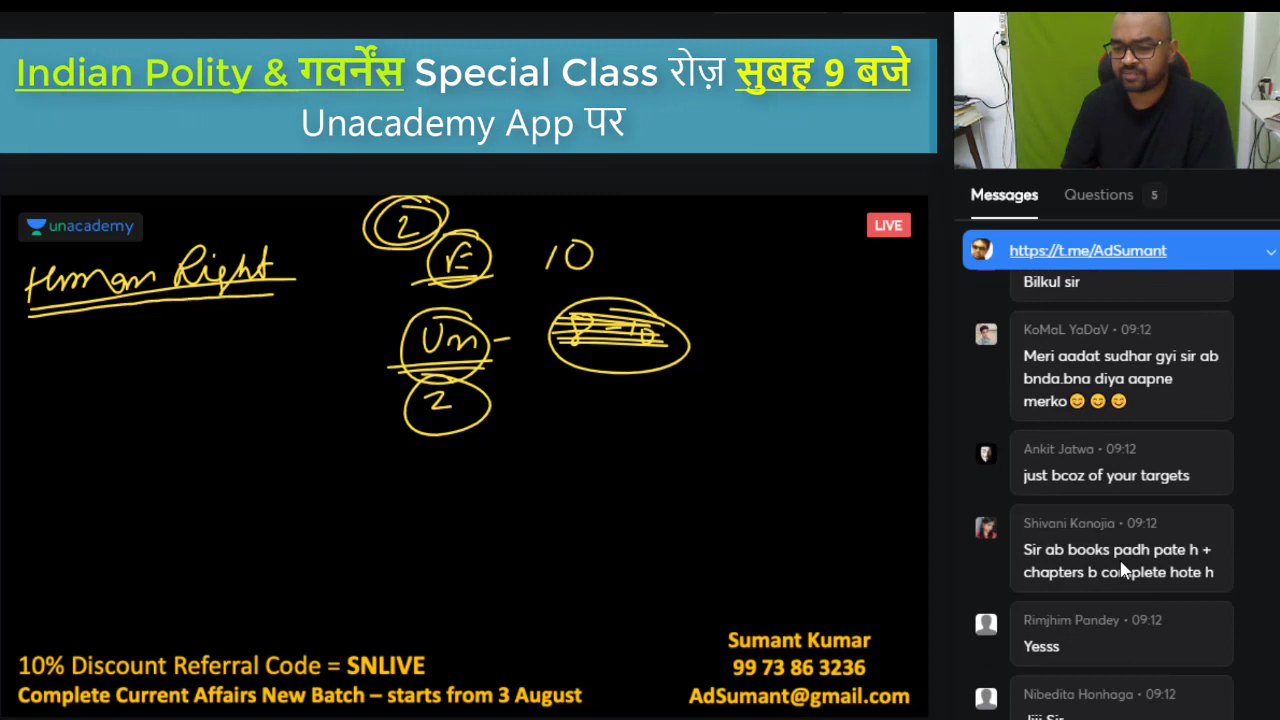 Indian Polity & गवर्नेंस Special Class रोज़ सुबह 9 बजे
Unacademy App पर
unacademy
LIVE
Human Right
2
10
Un -
8-10
2
10% Discount Referral Code = SNLIVE
Complete Current Affairs New Batch – starts from 3 August
Sumant Kumar
99 73 86 3236
AdSumant@gmail.com
Messages
Questions 5
https://t.me/AdSumant
Bilkul sir
KoMaL YaDaV • 09:12
Meri aadat sudhar gyi sir ab
bnda.bna diya aapne
merko😊 😊 😊
Ankit Jatwa • 09:12
just bcoz of your targets
Shivani Kanojia • 09:12
Sir ab books padh pate h +
chapters b complete hote h
Rimjhim Pandey • 09:12
Yesss
Nibedita Honhaga • 09:12
Jiii Sir